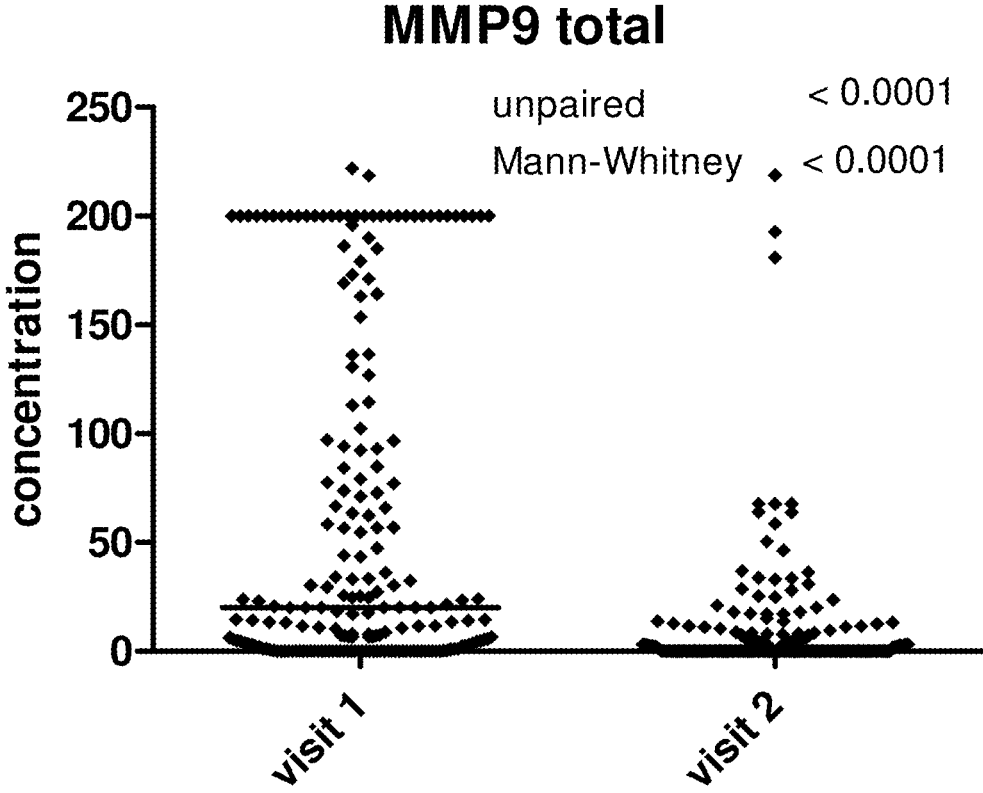 MMP9 total
unpaired < 0.0001
Mann-Whitney < 0.0001
concentration
250
200
150
100
50
0
visit 1
visit 2